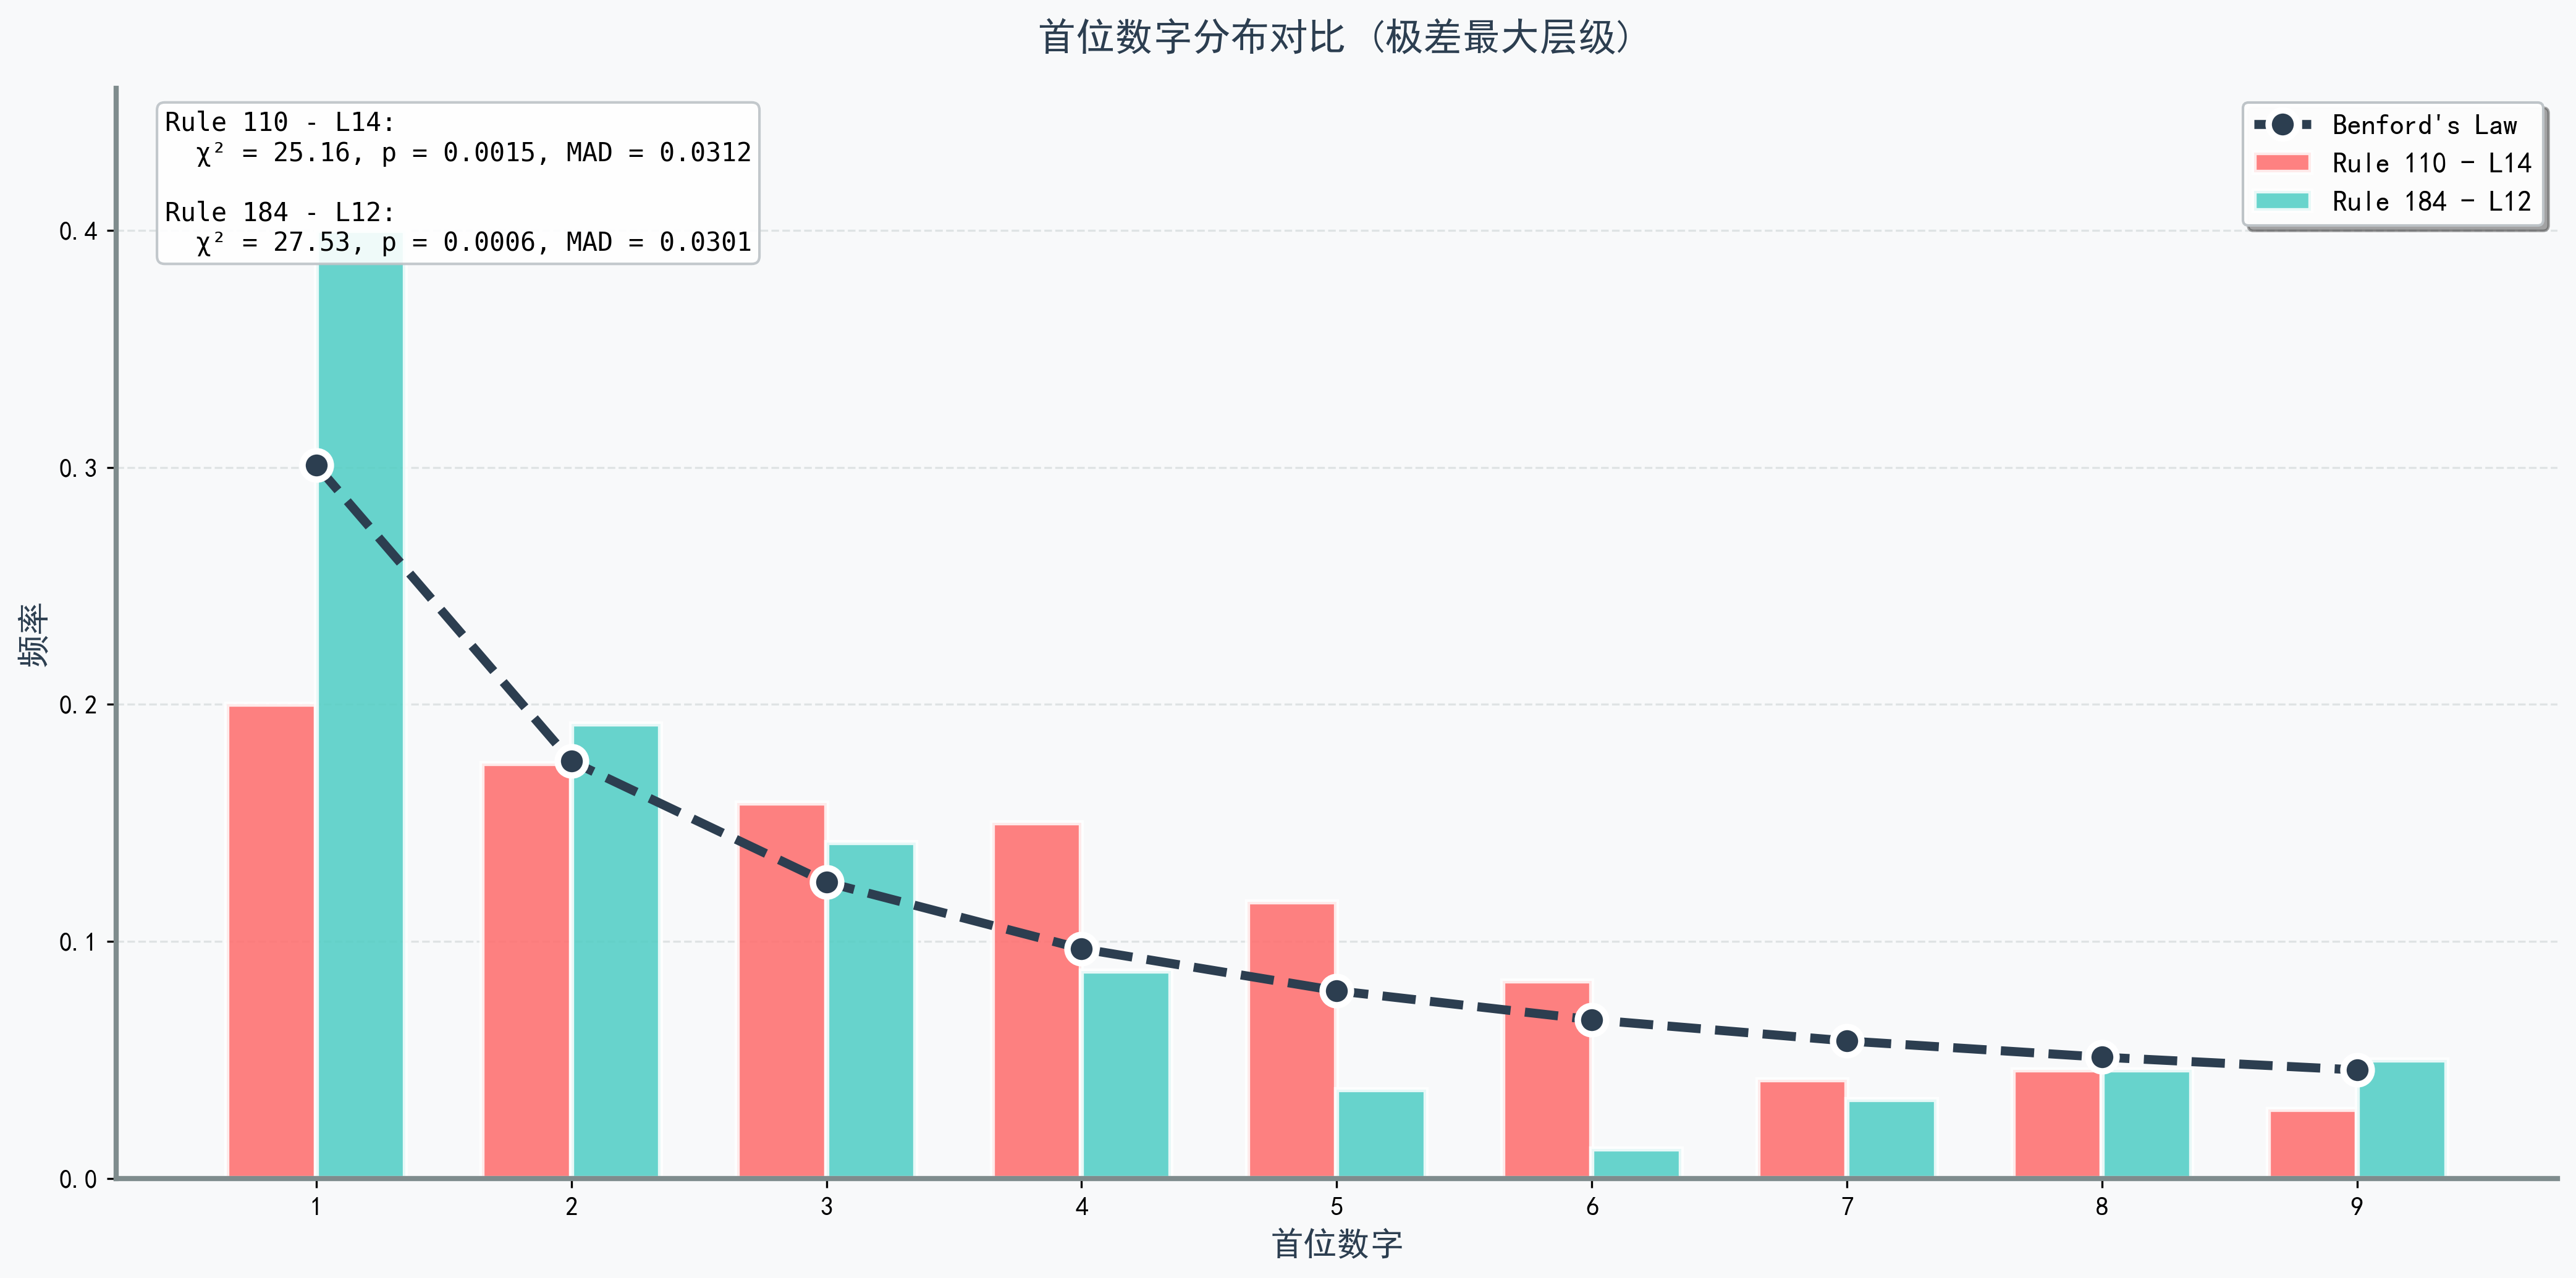 首位数字分布对比 (极差最大层级)
Rule 110 - L14:
χ² = 25.16, p = 0.0015, MAD = 0.0312
Rule 184 - L12:
χ² = 27.53, p = 0.0006, MAD = 0.0301
Benford's Law
Rule 110 - L14
Rule 184 - L12
频率
0.4
0.3
0.2
0.1
0.0
1 2 3 4 5 6 7 8 9
首位数字